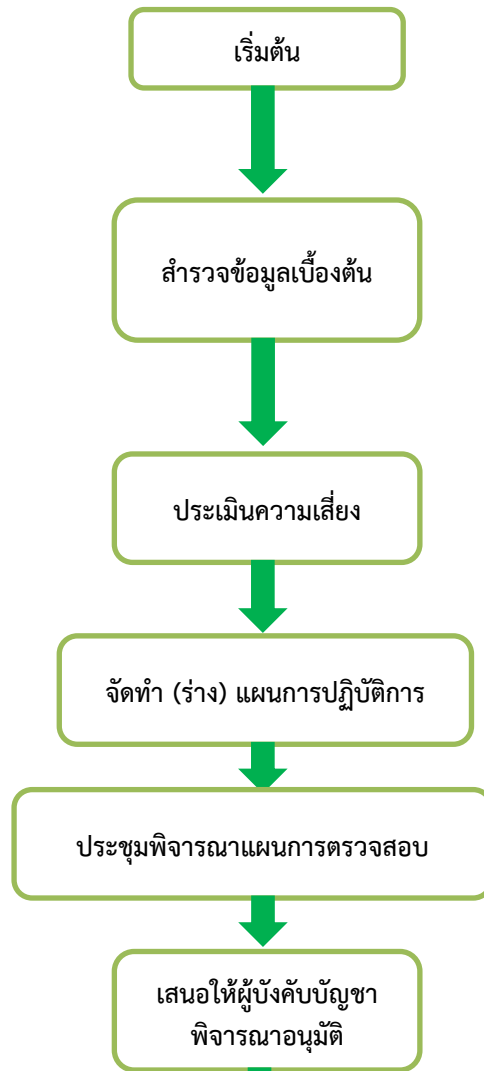 เริ่มต้น
สำรวจข้อมูลเบื้องต้น
ประเมินความเสี่ยง
จัดทำ (ร่าง) แผนการปฏิบัติการ
ประชุมพิจารณาแผนการตรวจสอบ
เสนอให้ผู้บังคับบัญชา
พิจารณาอนุมัติ